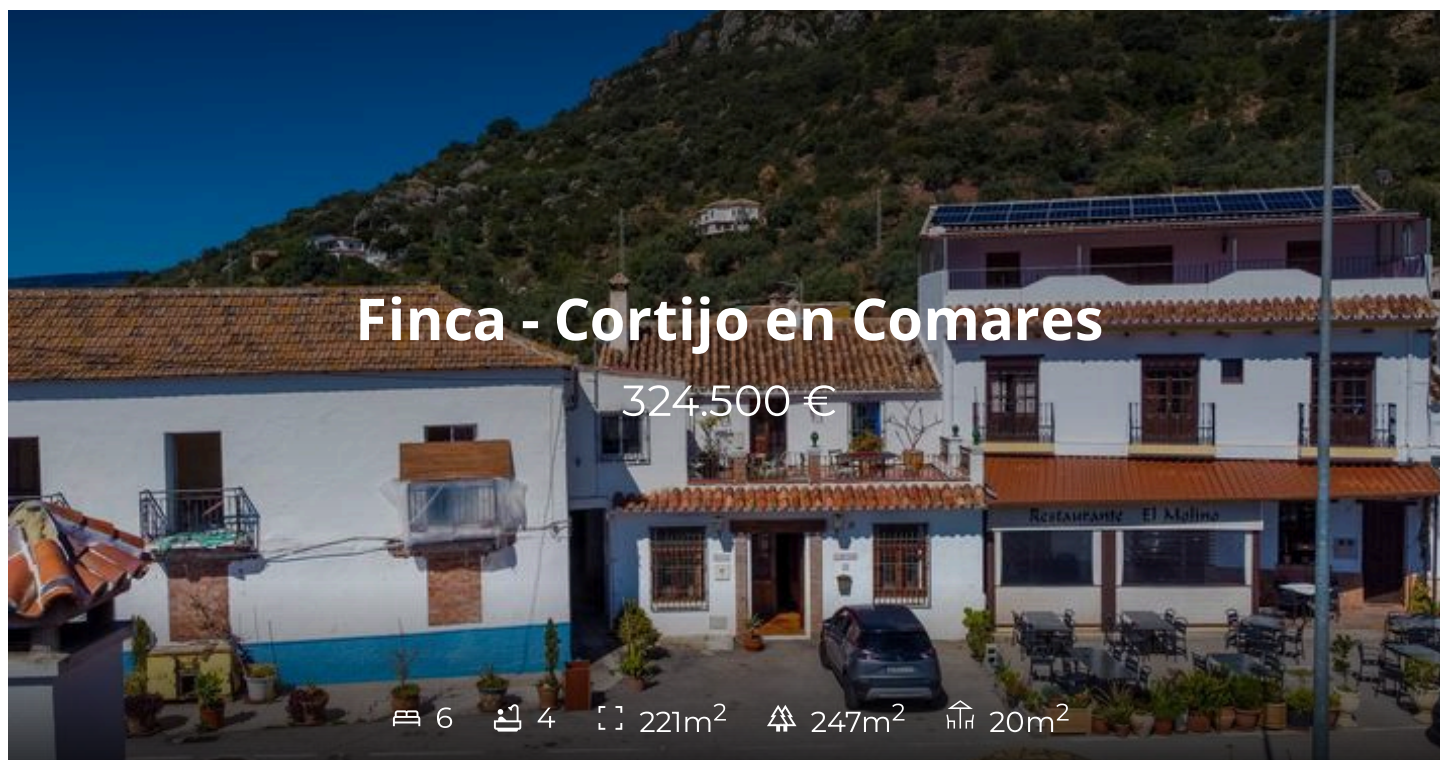 Finca - Cortijo en Comares
324.500 €
Restaurante El Molino
6 4 221m² 247m² 20m²